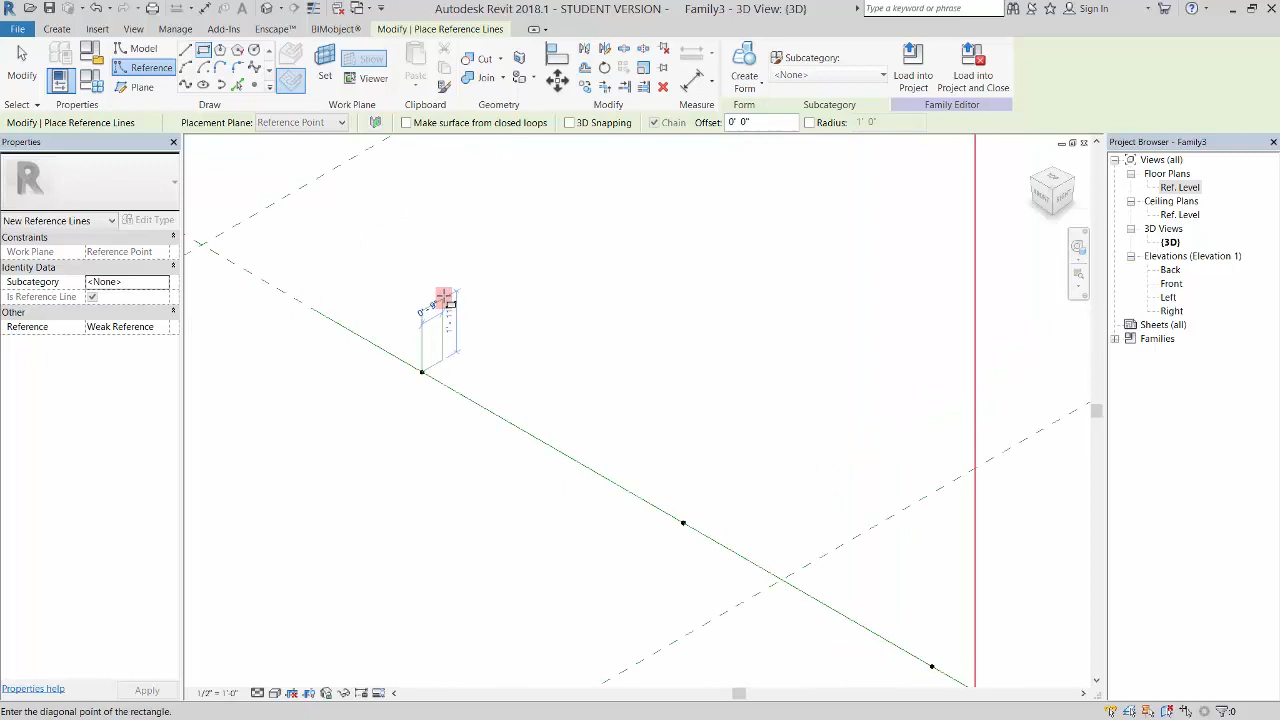 Autodesk Revit 2018.1 - STUDENT VERSION - Family3 - 3D View: {3D}
Type a keyword or phrase
Sign In
File Create Insert View Manage Add-Ins Enscape™ BIMobject® Modify | Place Reference Lines
Modify
Model
Reference
Plane
Set
Show
Viewer
Paste
Cut
Join
Create Form
Subcategory:
<None>
Load into Project
Load into Project and Close
Select Properties Draw Work Plane Clipboard Geometry Modify Measure Form Subcategory Family Editor
Modify | Place Reference Lines Placement Plane: Reference Point Make surface from closed loops 3D Snapping Chain Offset: 0' 0" Radius: 1' 0"
Properties
New Reference Lines Edit Type
Constraints
Work Plane Reference Point
Identity Data
Subcategory <None>
Is Reference Line
Other
Reference Weak Reference
Properties help Apply
FRONT
RIGHT
Project Browser - Family3
Views (all)
Floor Plans
Ref. Level
Ceiling Plans
Ref. Level
3D Views
{3D}
Elevations (Elevation 1)
Back
Front
Left
Right
Sheets (all)
Families
1/2" = 1'-0"
Enter the diagonal point of the rectangle.
:0